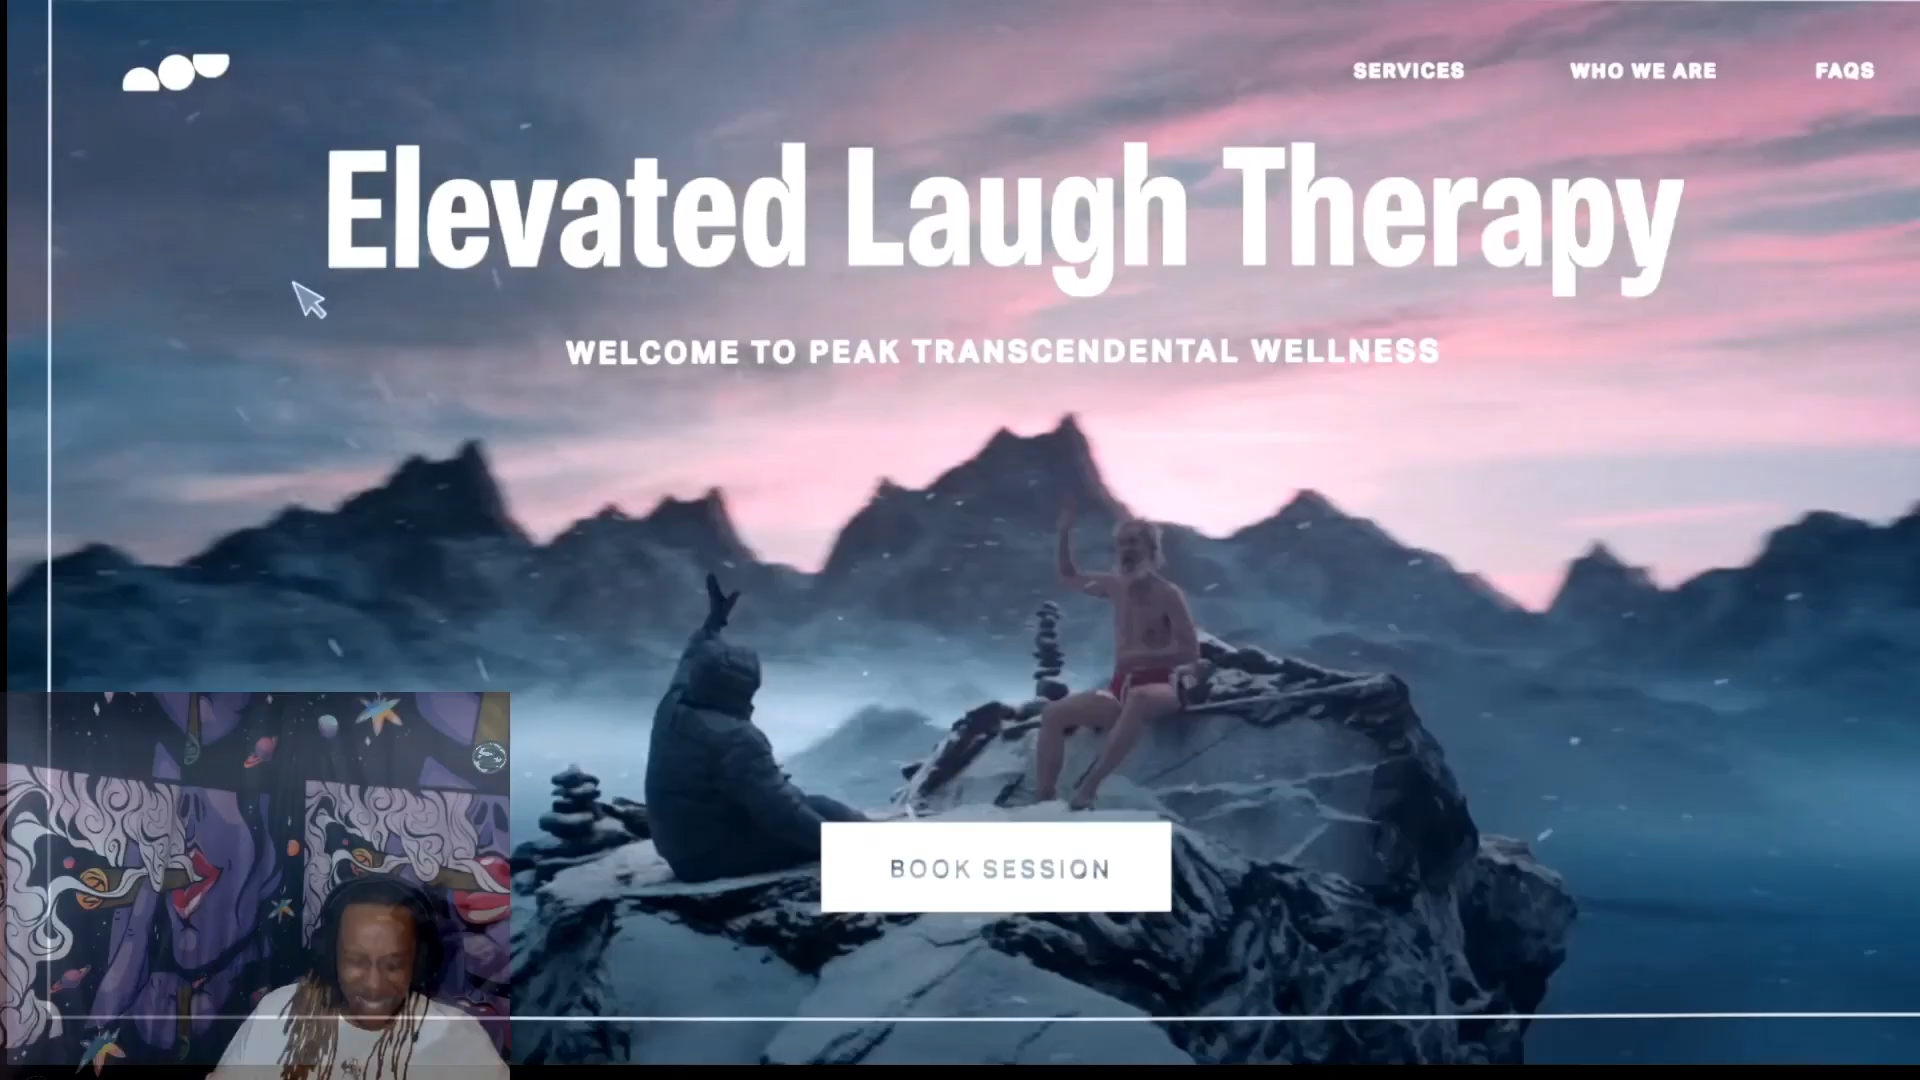 SERVICES WHO WE ARE FAQS
Elevated Laugh Therapy
WELCOME TO PEAK TRANSCENDENTAL WELLNESS
BOOK SESSION